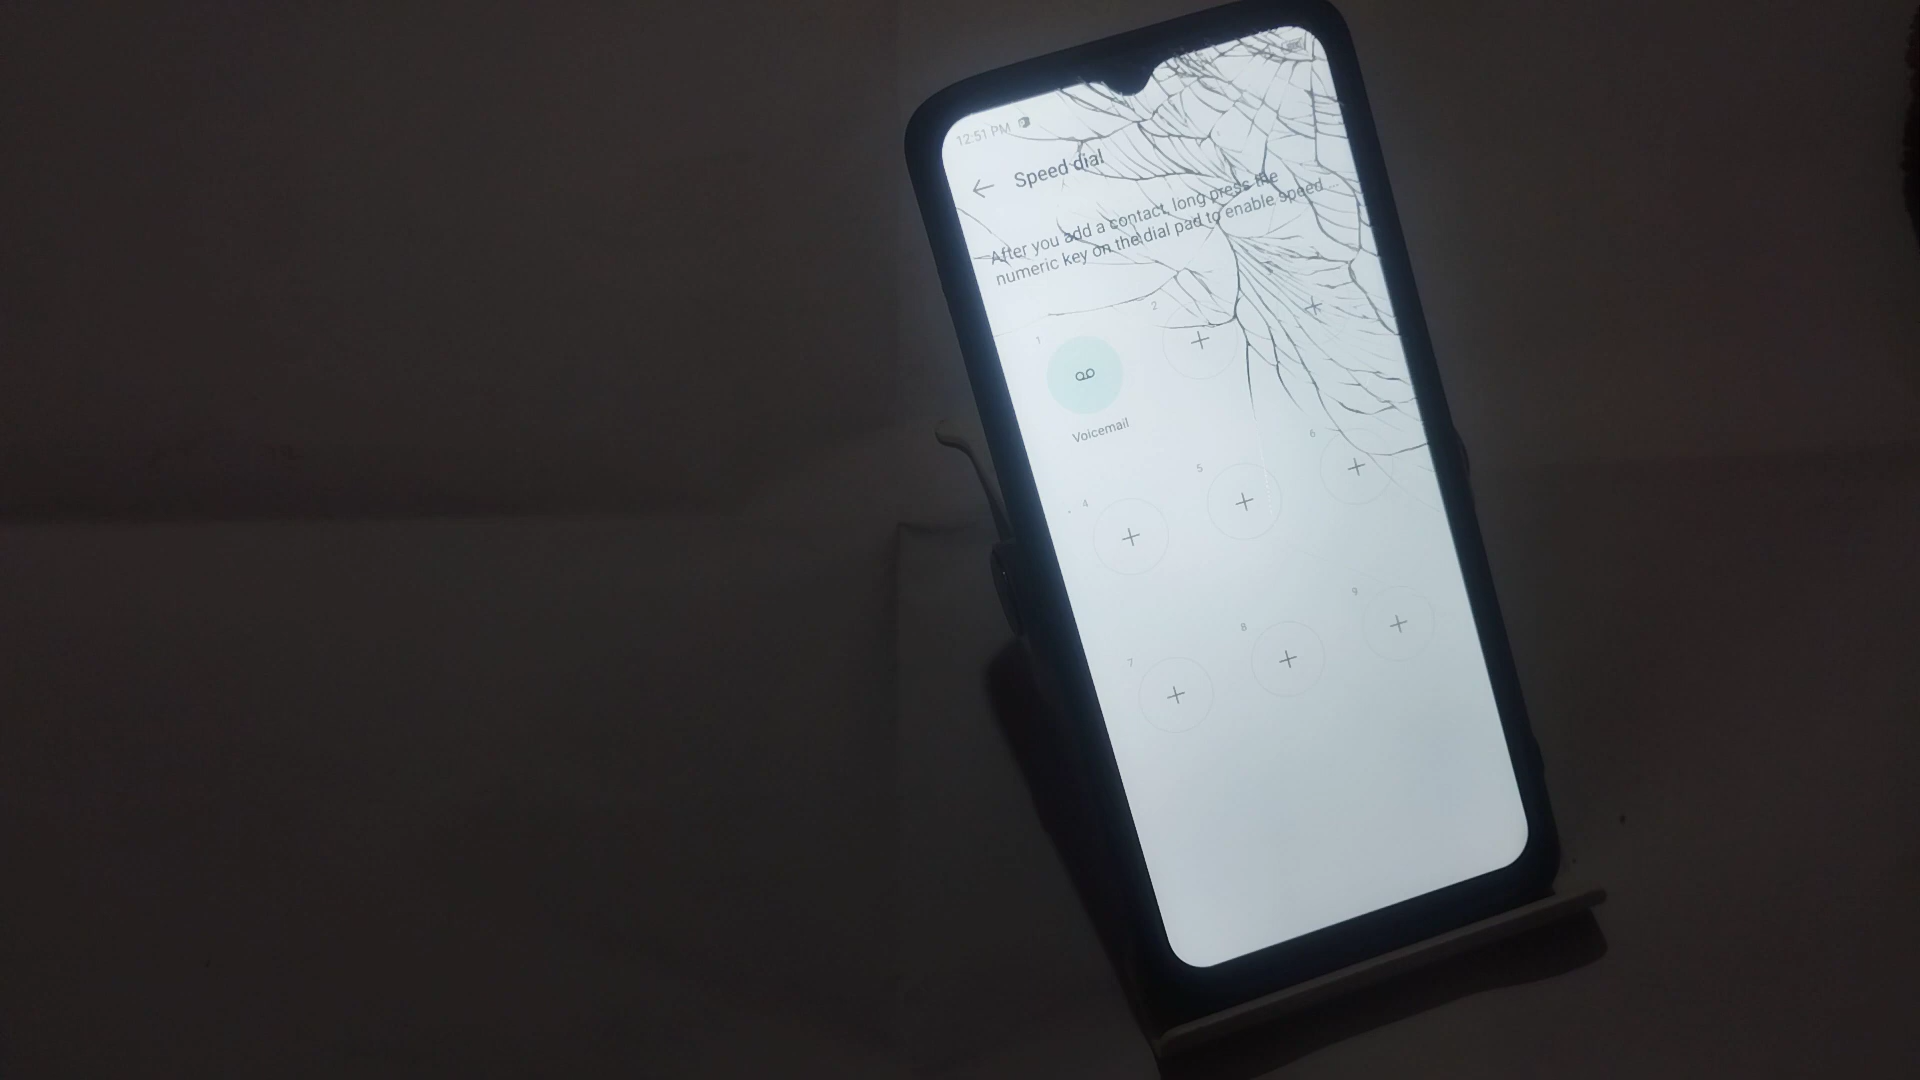 12:51 PM
Speed dial
After you add a contact, long press the
numeric key on the dial pad to enable speed ...
1
2
Voicemail
4
5
6
7
8
9